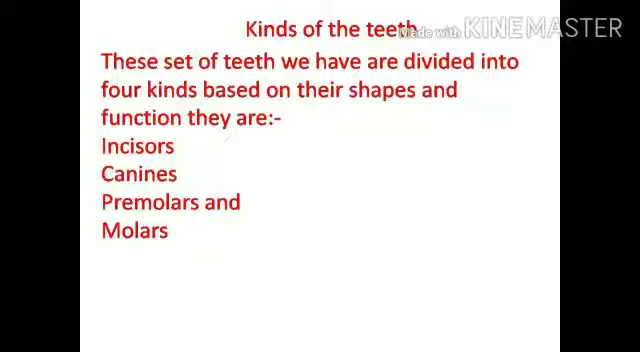 Kinds of the teeth
Made with KINEMASTER
These set of teeth we have are divided into
four kinds based on their shapes and
function they are:-
Incisors
Canines
Premolars and
Molars